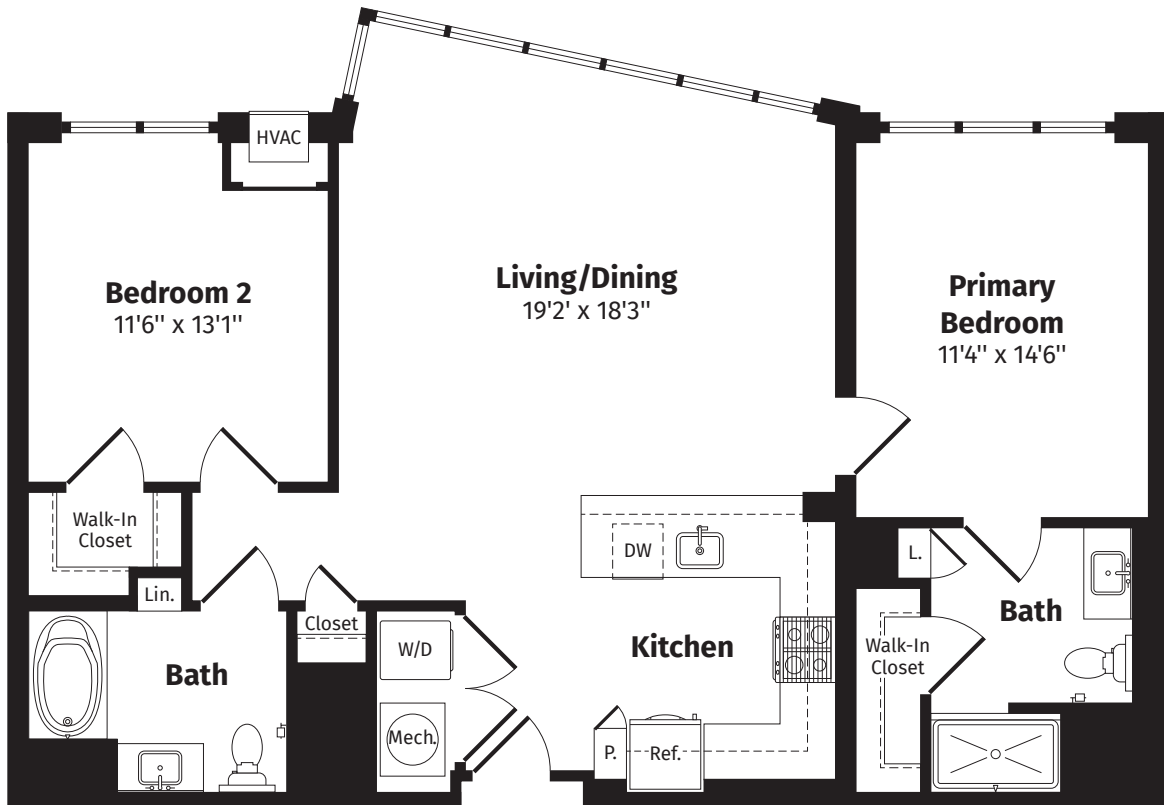 HVAC
Bedroom 2
11'6" x 13'1"
Living/Dining
19'2' x 18'3"
Primary
Bedroom
11'4" x 14'6"
Walk-In
Closet
Lin.
Bath
Closet
W/D
Mech.
DW
Kitchen
P.
Ref.
L.
Bath
Walk-In
Closet